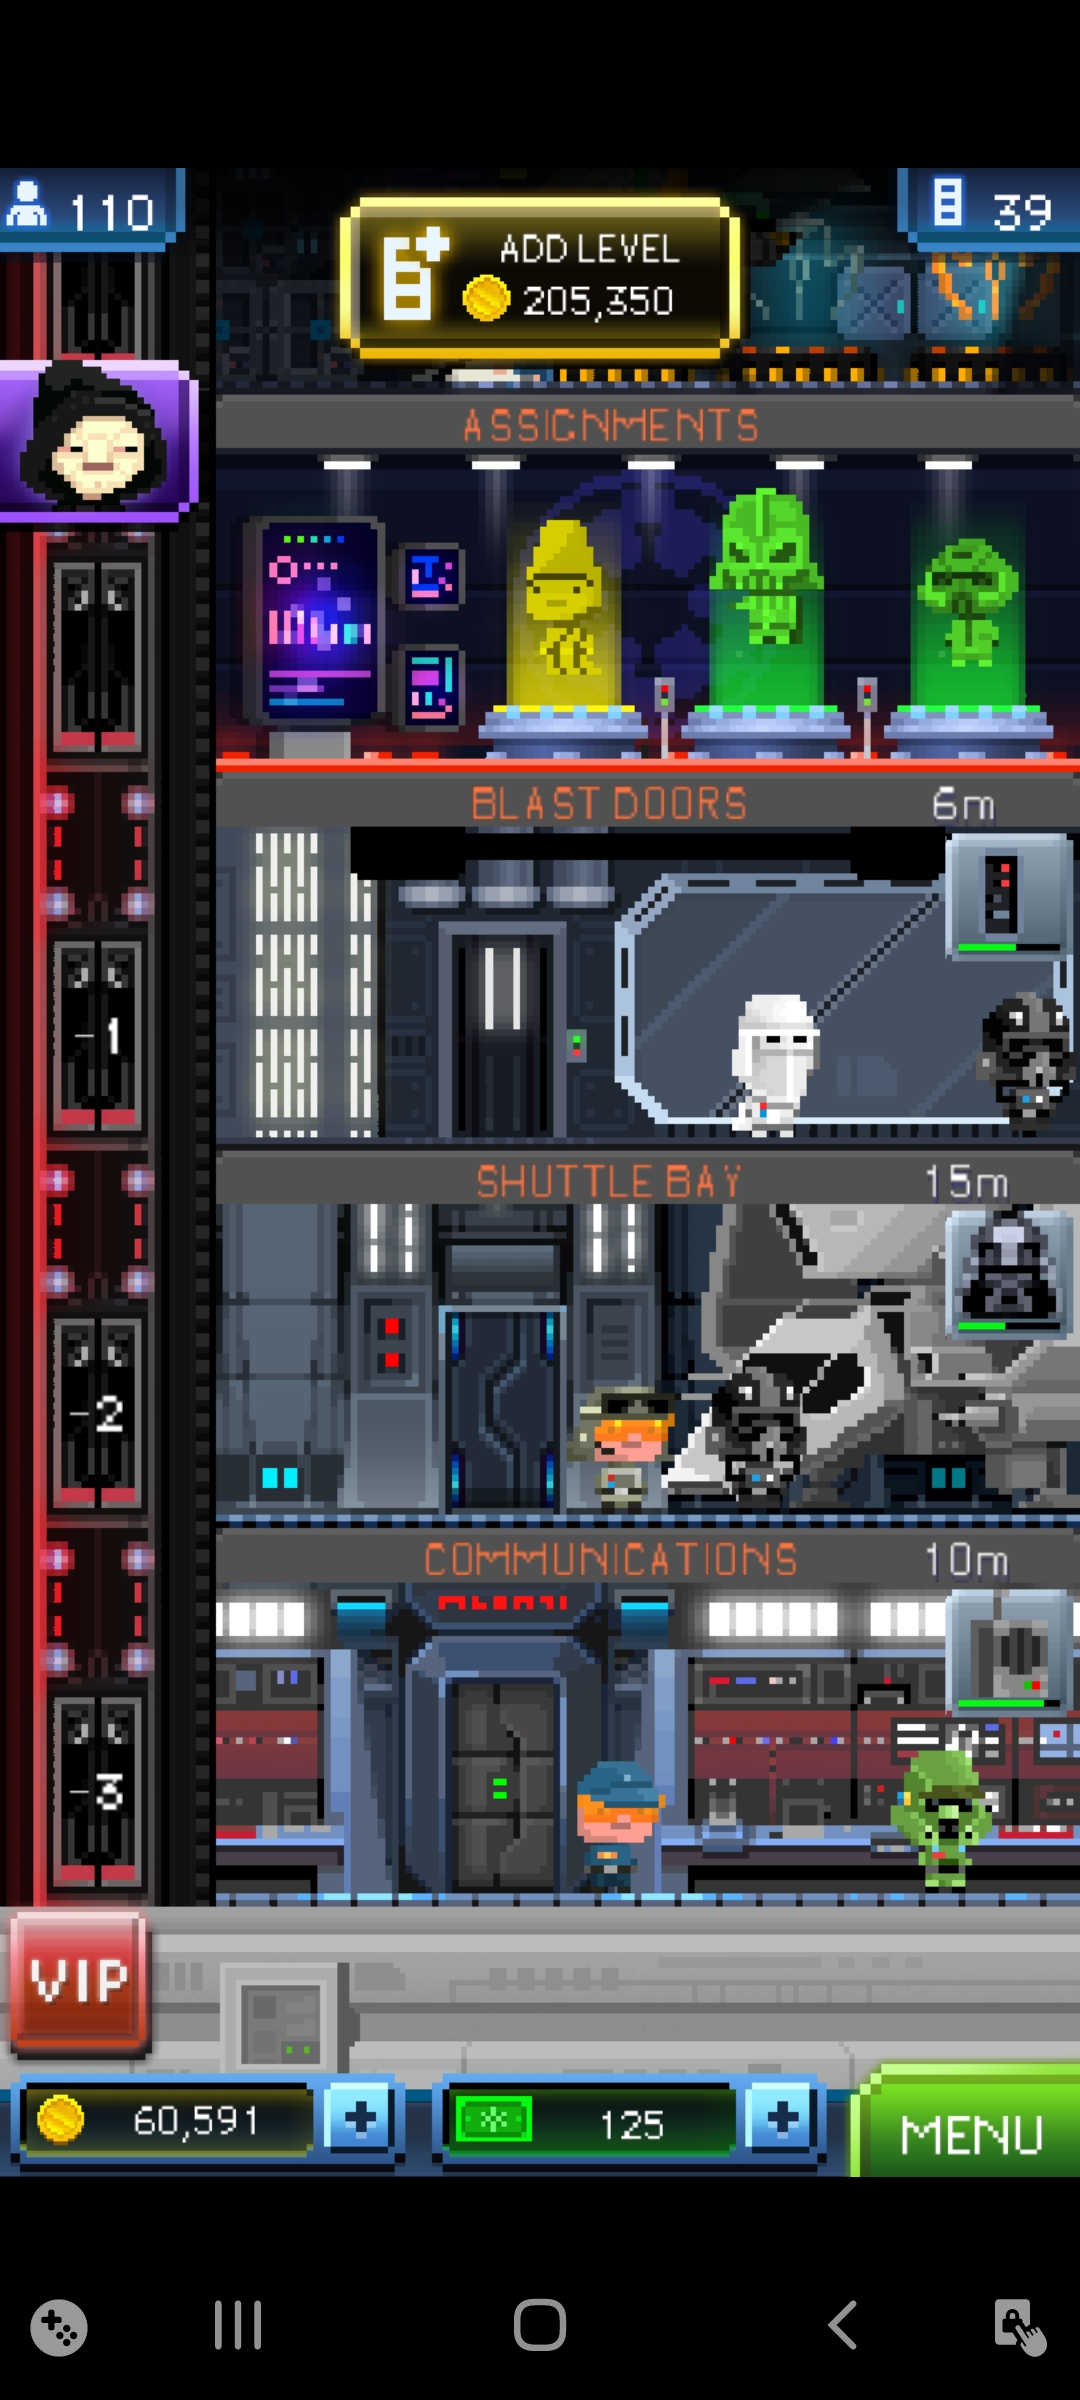 110
39
ADD LEVEL
205,350
ASSIGNMENTS
BLAST DOORS 6m
-1
SHUTTLE BAY 15m
-2
COMMUNICATIONS 10m
-3
VIP
60,591 +
125 +
MENU